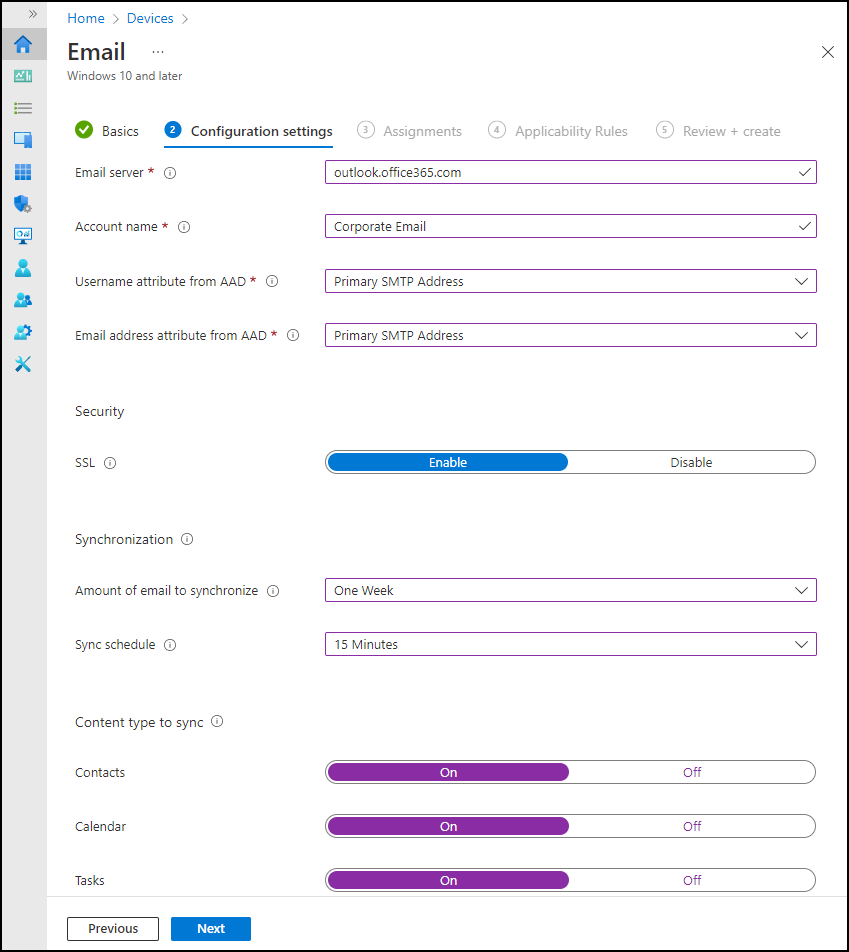 Home > Devices >
Email ...
Windows 10 and later
Basics 2 Configuration settings 3 Assignments 4 Applicability Rules 5 Review + create
Email server * outlook.office365.com
Account name * Corporate Email
Username attribute from AAD * Primary SMTP Address
Email address attribute from AAD * Primary SMTP Address
Security
SSL Enable Disable
Synchronization
Amount of email to synchronize One Week
Sync schedule 15 Minutes
Content type to sync
Contacts On Off
Calendar On Off
Tasks On Off
Previous Next